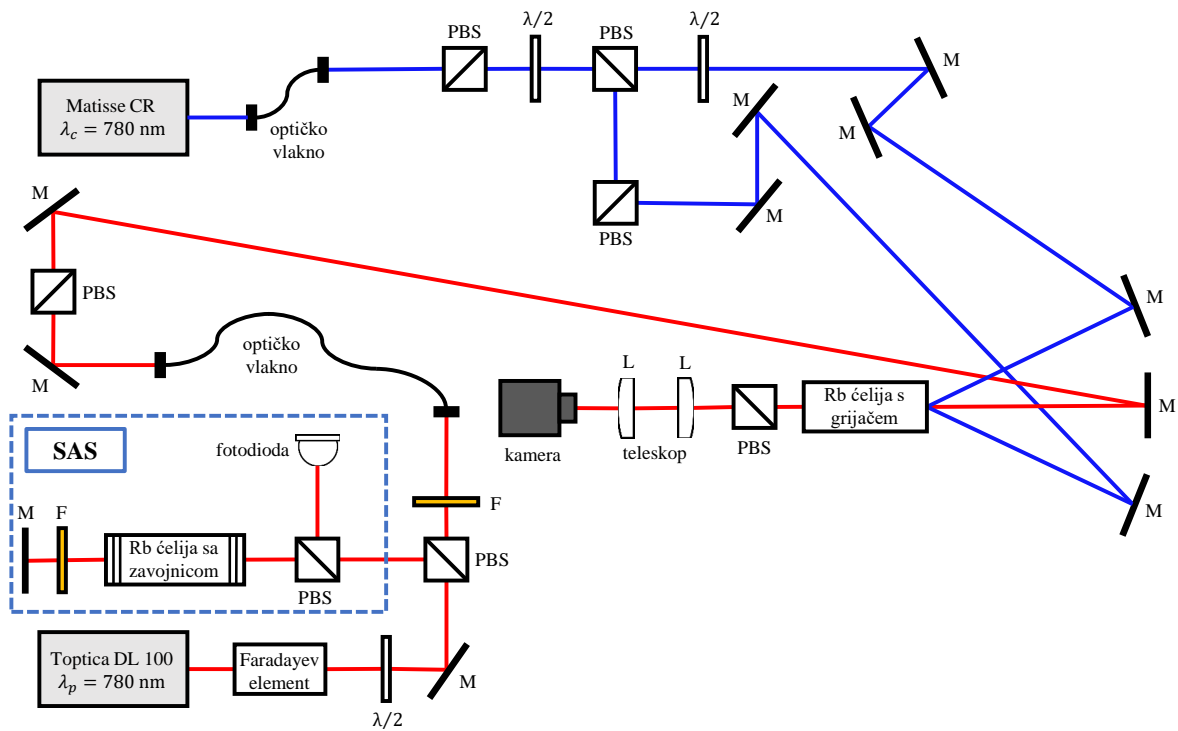 λ/2
λ/2
PBS
PBS
M
Matisse CR
λc = 780 nm
optičko
vlakno
M
M
M
M
PBS
M
PBS
M
optičko
vlakno
M
L
L
Rb ćelija s
grijačem
M
kamera
teleskop
PBS
SAS
fotodioda
M
F
F
M
Rb ćelija sa
zavojnicom
PBS
PBS
Toptica DL 100
λp = 780 nm
Faradayev
element
M
λ/2